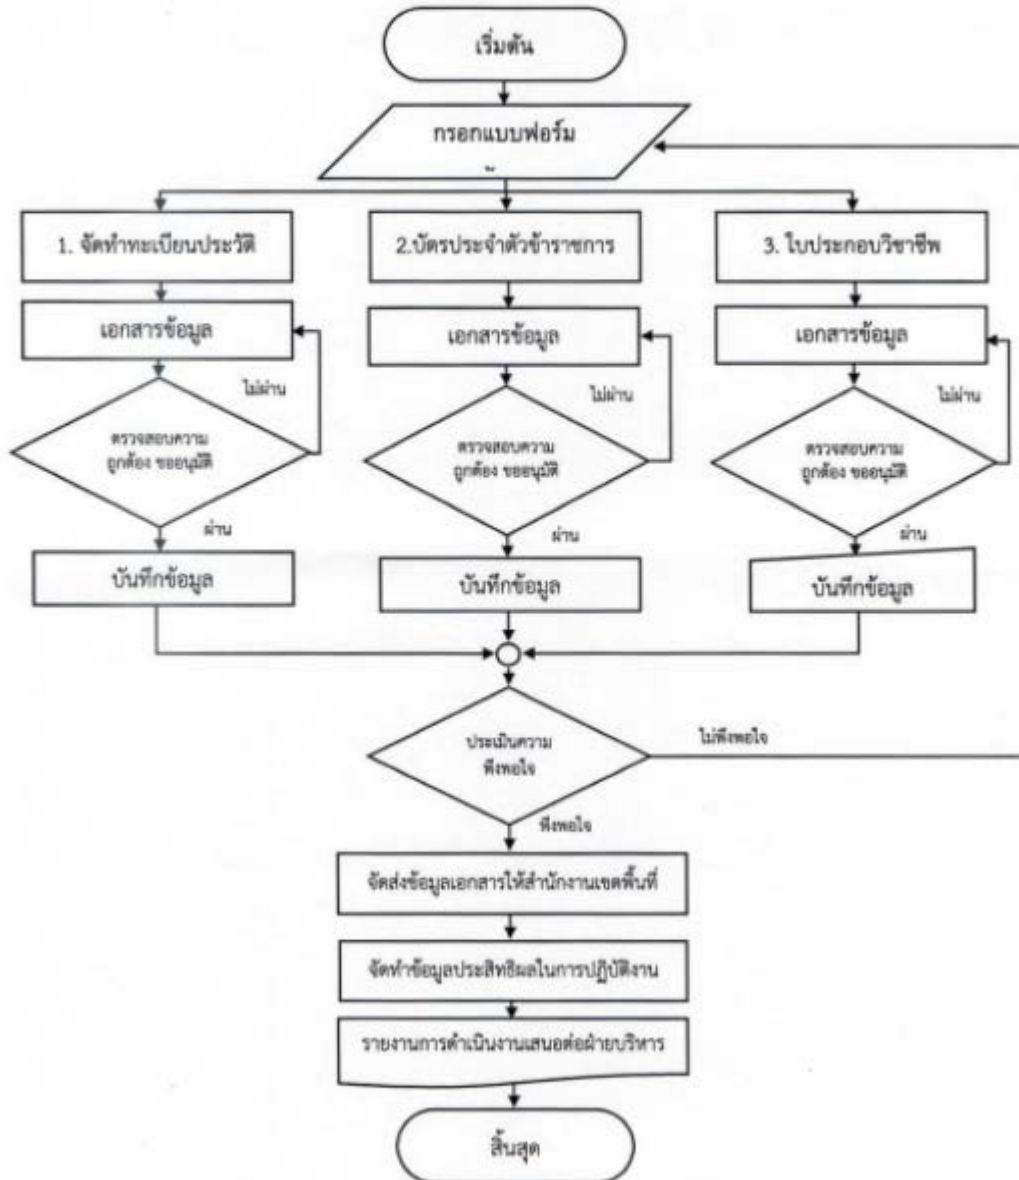 เริ่มต้น
กรอกแบบฟอร์ม
1. จัดทำทะเบียนประวัติ
2.บัตรประจำตัวข้าราชการ
3. ใบประกอบวิชาชีพ
เอกสารข้อมูล
เอกสารข้อมูล
เอกสารข้อมูล
ไม่ผ่าน
ไม่ผ่าน
ไม่ผ่าน
ตรวจสอบความ
ถูกต้อง ขออนุมัติ
ตรวจสอบความ
ถูกต้อง ขออนุมัติ
ตรวจสอบความ
ถูกต้อง ขออนุมัติ
ผ่าน
ผ่าน
ผ่าน
บันทึกข้อมูล
บันทึกข้อมูล
บันทึกข้อมูล
ประเมินความ
พึงพอใจ
ไม่พึงพอใจ
พึงพอใจ
จัดส่งข้อมูลเอกสารให้สำนักงานเขตพื้นที่
จัดทำข้อมูลประสิทธิผลในการปฏิบัติงาน
รายงานการดำเนินงานเสนอต่อฝ่ายบริหาร
สิ้นสุด